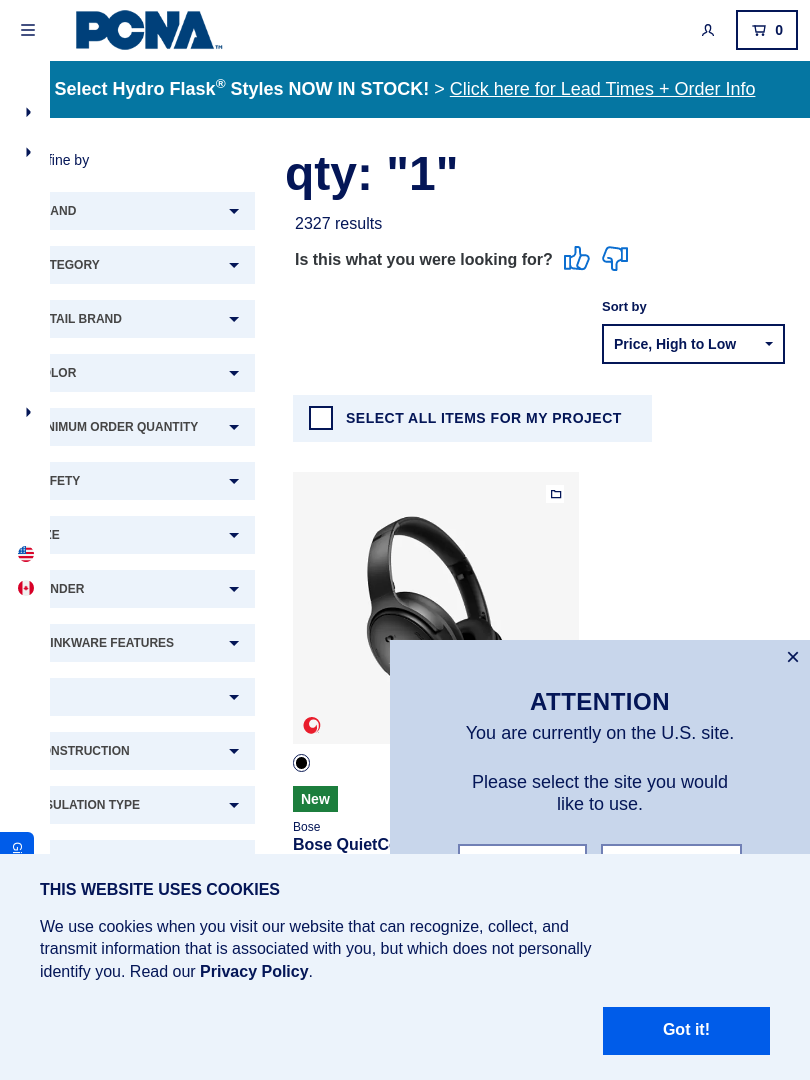 PCNA™
0
Select Hydro Flask® Styles NOW IN STOCK! > Click here for Lead Times + Order Info
fine by
qty: "1"
2327 results
Is this what you were looking for?
Sort by
Price, High to Low
AND
TEGORY
TAIL BRAND
OLOR
NIMUM ORDER QUANTITY
FETY
ZE
NDER
INKWARE FEATURES
ONSTRUCTION
SULATION TYPE
SELECT ALL ITEMS FOR MY PROJECT
New
Bose
Bose QuietC
ATTENTION
You are currently on the U.S. site.
Please select the site you would
like to use.
THIS WEBSITE USES COOKIES
We use cookies when you visit our website that can recognize, collect, and
transmit information that is associated with you, but which does not personally
identify you. Read our Privacy Policy.
Got it!